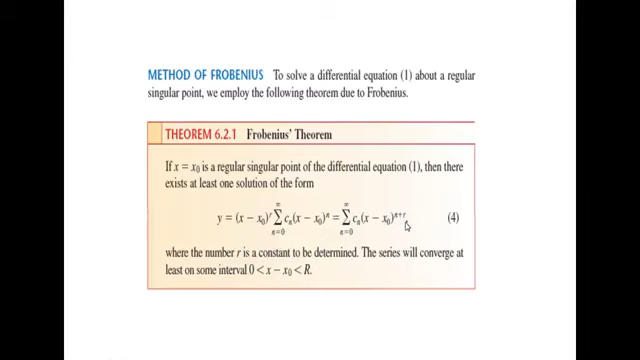 METHOD OF FROBENIUS To solve a differential equation (1) about a regular
singular point, we employ the following theorem due to Frobenius.
THEOREM 6.2.1 Frobenius' Theorem
If x = x₀ is a regular singular point of the differential equation (1), then there
exists at least one solution of the form
y = (x − x₀)^r ∑_{n=0}^{∞} cₙ(x − x₀)^n = ∑_{n=0}^{∞} cₙ(x − x₀)^{n+r}, (4)
where the number r is a constant to be determined. The series will converge at
least on some interval 0 < x − x₀ < R.